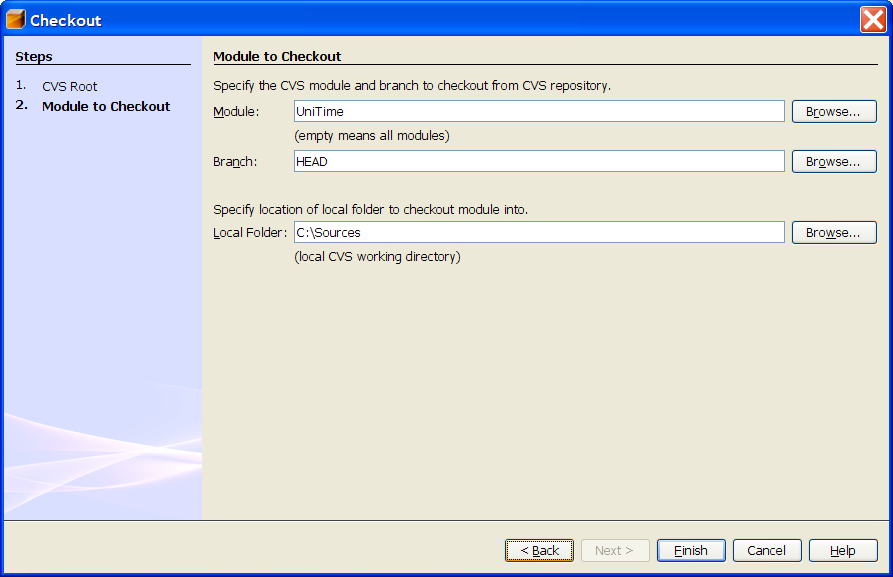 Checkout
Steps
1. CVS Root
2. Module to Checkout
Module to Checkout
Specify the CVS module and branch to checkout from CVS repository.
Module: UniTime Browse...
(empty means all modules)
Branch: HEAD Browse...
Specify location of local folder to checkout module into.
Local Folder: C:\Sources Browse...
(local CVS working directory)
< Back Next > Finish Cancel Help